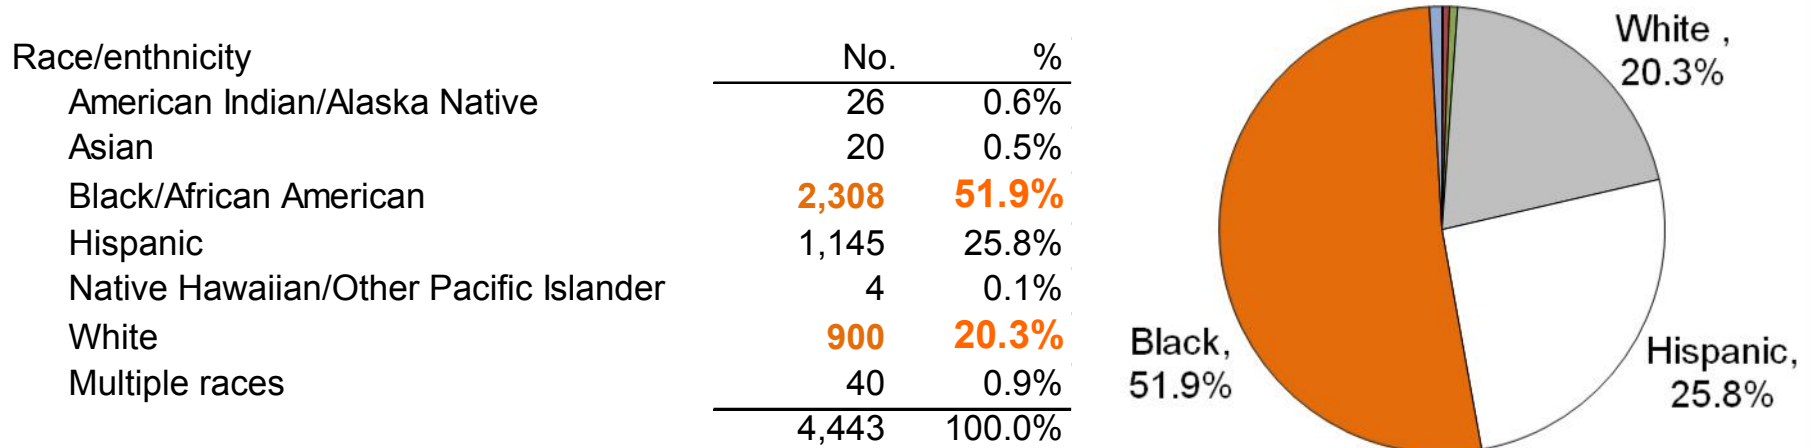 Race/enthnicity No. %
American Indian/Alaska Native 26 0.6%
Asian 20 0.5%
Black/African American 2,308 51.9%
Hispanic 1,145 25.8%
Native Hawaiian/Other Pacific Islander 4 0.1%
White 900 20.3%
Multiple races 40 0.9%
4,443 100.0%
White ,
20.3%
Black,
51.9%
Hispanic,
25.8%